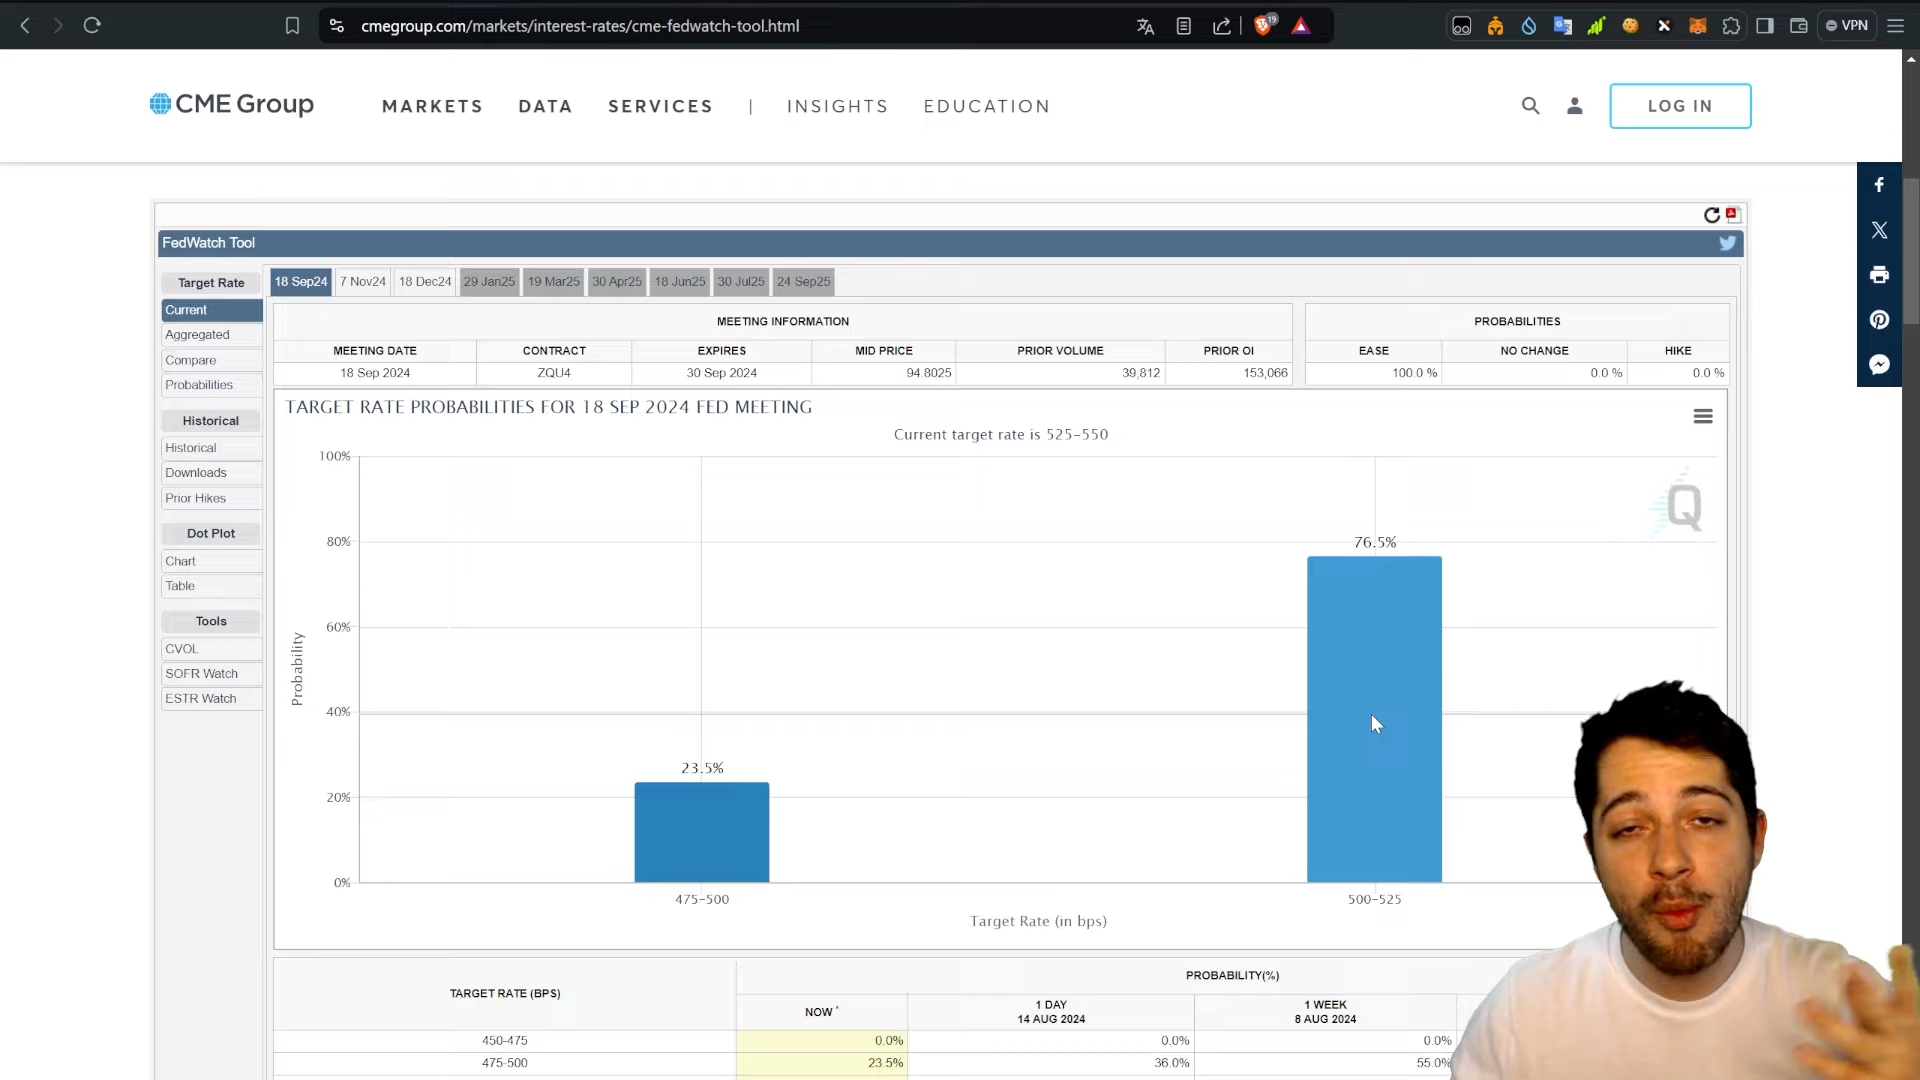 cmegroup.com/markets/interest-rates/cme-fedwatch-tool.html
19
VPN
CME Group
MARKETS DATA SERVICES | INSIGHTS EDUCATION
LOG IN
FedWatch Tool
Target Rate
Current
Aggregated
Compare
Probabilities
Historical
Historical
Downloads
Prior Hikes
Dot Plot
Chart
Table
Tools
CVOL
SOFR Watch
ESTR Watch
18 Sep24 7 Nov24 18 Dec24 29 Jan25 19 Mar25 30 Apr25 18 Jun25 30 Jul25 24 Sep25
MEETING INFORMATION
MEETING DATE CONTRACT EXPIRES MID PRICE PRIOR VOLUME PRIOR OI
18 Sep 2024 ZQU4 30 Sep 2024 94.8025 39,812 153,066
PROBABILITIES
EASE NO CHANGE HIKE
100.0 % 0.0 % 0.0 %
TARGET RATE PROBABILITIES FOR 18 SEP 2024 FED MEETING
Current target rate is 525-550
Probability
100%
80%
60%
40%
20%
0%
Q
23.5%
76.5%
475-500
500-525
Target Rate (in bps)
TARGET RATE (BPS)
PROBABILITY(%)
NOW *
1 DAY
14 AUG 2024
1 WEEK
8 AUG 2024
450-475 0.0% 0.0% 0.0%
475-500 23.5% 36.0% 55.0%